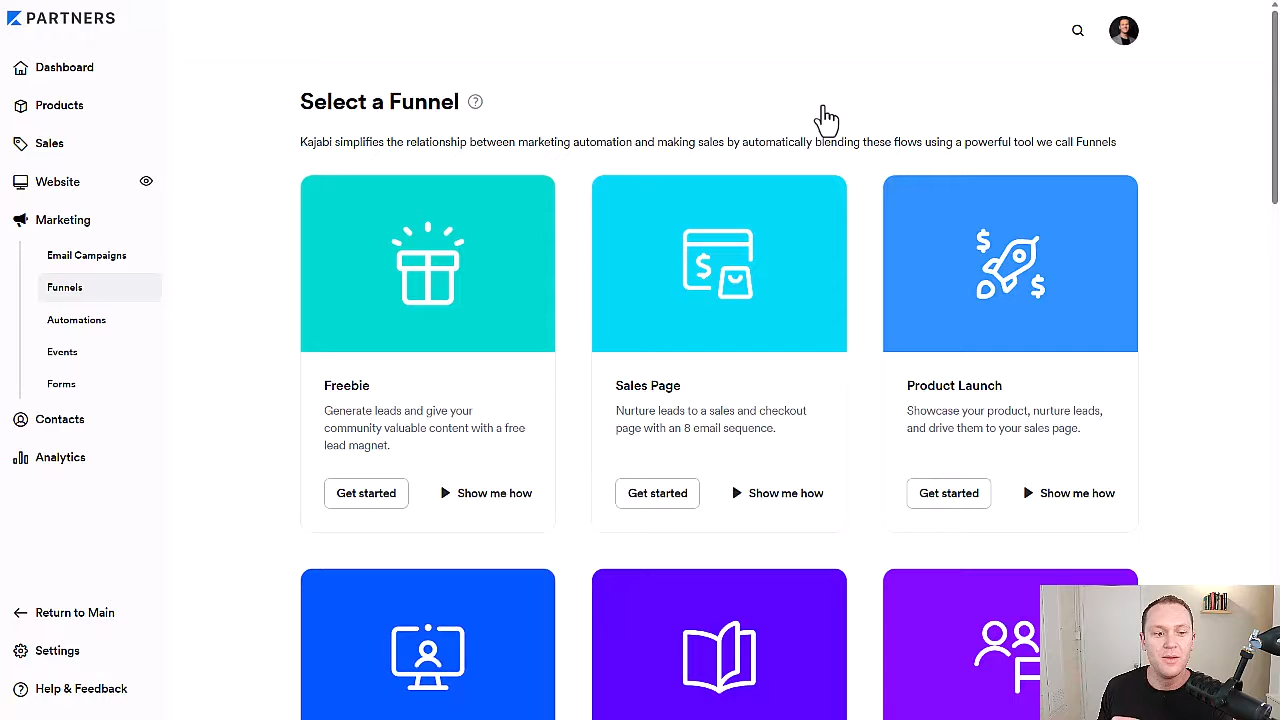 PARTNERS
Dashboard
Products
Sales
Website
Marketing
Email Campaigns
Funnels
Automations
Events
Forms
Contacts
Analytics
Return to Main
Settings
Help & Feedback
Select a Funnel
Kajabi simplifies the relationship between marketing automation and making sales by automatically blending these flows using a powerful tool we call Funnels
Freebie
Generate leads and give your
community valuable content with a free
lead magnet.
Get started
Show me how
Sales Page
Nurture leads to a sales and checkout
page with an 8 email sequence.
Get started
Show me how
Product Launch
Showcase your product, nurture leads,
and drive them to your sales page.
Get started
Show me how